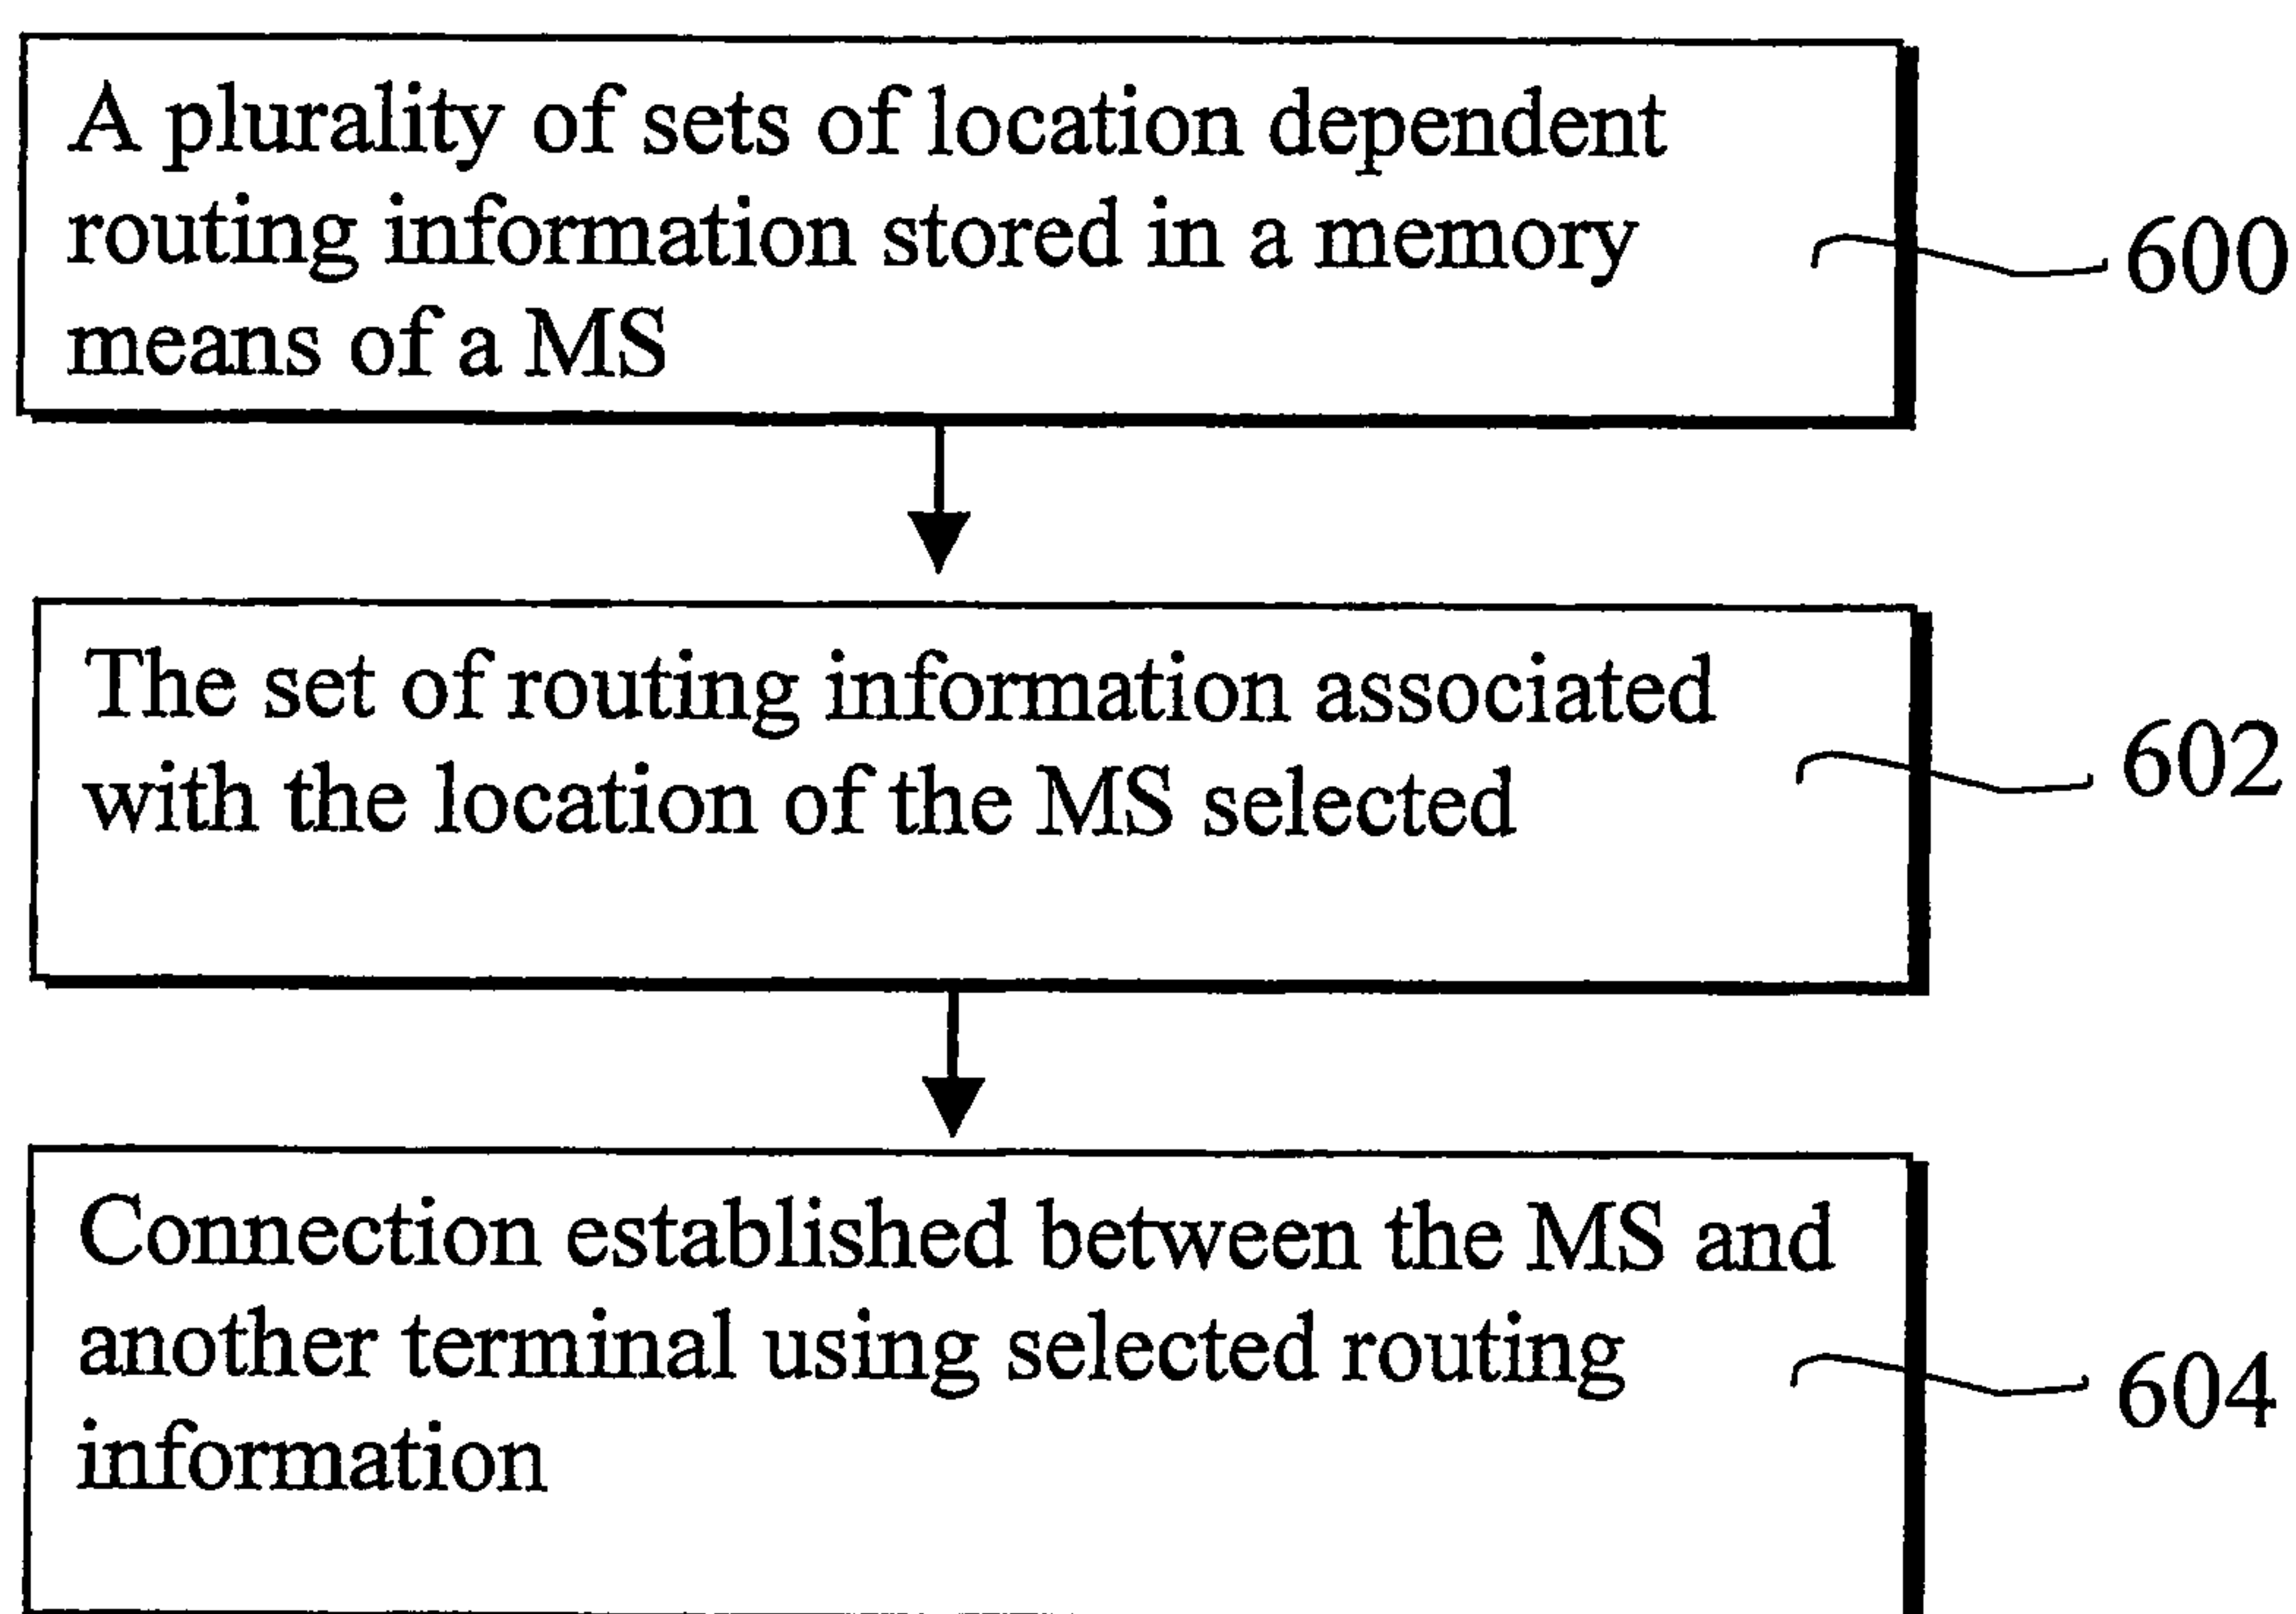 A plurality of sets of location dependent
routing information stored in a memory
means of a MS
600
The set of routing information associated
with the location of the MS selected
602
Connection established between the MS and
another terminal using selected routing
information
604